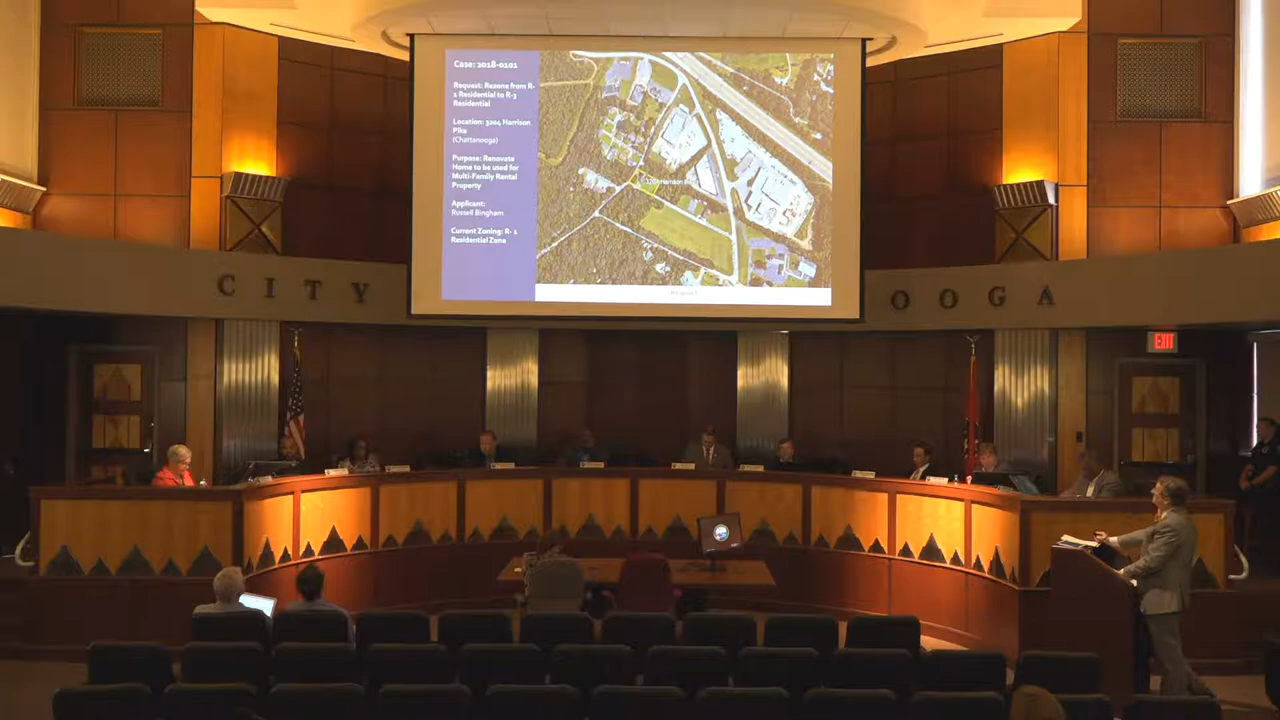 Case: 2018-0101
Request: Rezone from R-
1 Residential to R-3
Residential
Location: 3204 Harrison
Pike
(Chattanooga)
Purpose: Renovate
Home to be used for
Multi-Family Rental
Property
Applicant:
Russell Bingham
Current Zoning: R- 1
Residential Zone
Harrison
CITY OOGA
EXIT